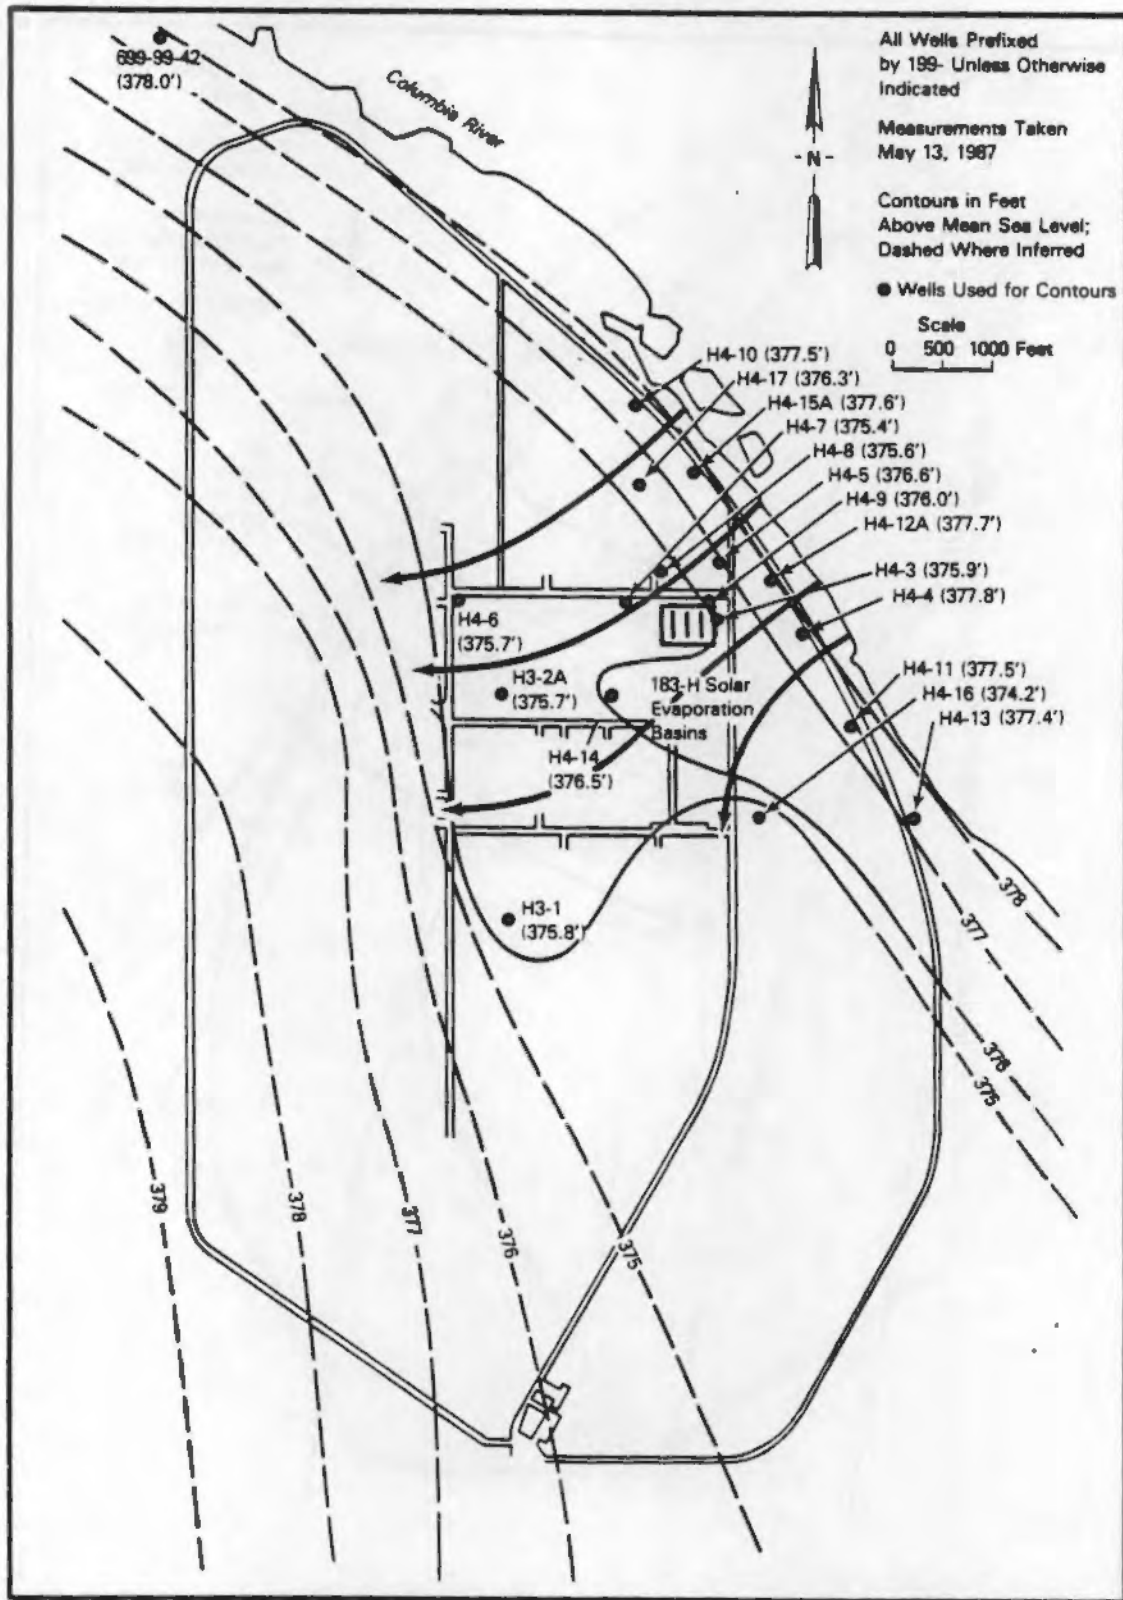 699-99-42
(378.0')
Columbia River
All Wells Prefixed
by 199- Unless Otherwise
Indicated
Measurements Taken
May 13, 1987
Contours in Feet
Above Mean Sea Level;
Dashed Where Inferred
Wells Used for Contours
Scale
0 500 1000 Feet
-N-
H4-10 (377.5')
H4-17 (376.3')
H4-15A (377.6')
H4-7 (375.4')
H4-8 (375.6')
H4-5 (376.6')
H4-9 (376.0')
H4-12A (377.7')
H4-3 (375.9')
H4-4 (377.8')
H4-11 (377.5')
H4-16 (374.2')
H4-13 (377.4')
H4-6
(375.7')
H3-2A
(375.7')
183-H Solar
Evaporation
Basins
H4-14
(376.5')
H3-1
(375.8')
378
377
376
375
379
378
377
376
375